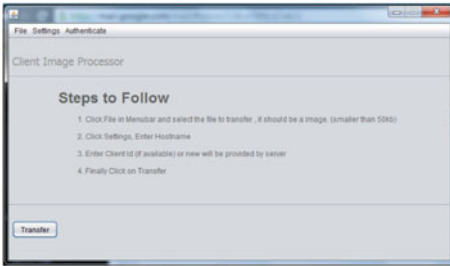 File Settings Authenticate
Client Image Processor
Steps to Follow
1. Click File in Menubar and select the file to transfer , it should be a image. (smaller than 50kb)
2. Click Settings, Enter Hostname
3. Enter Client Id (if available) or new will be provided by server
4. Finally Click on Transfer
Transfer